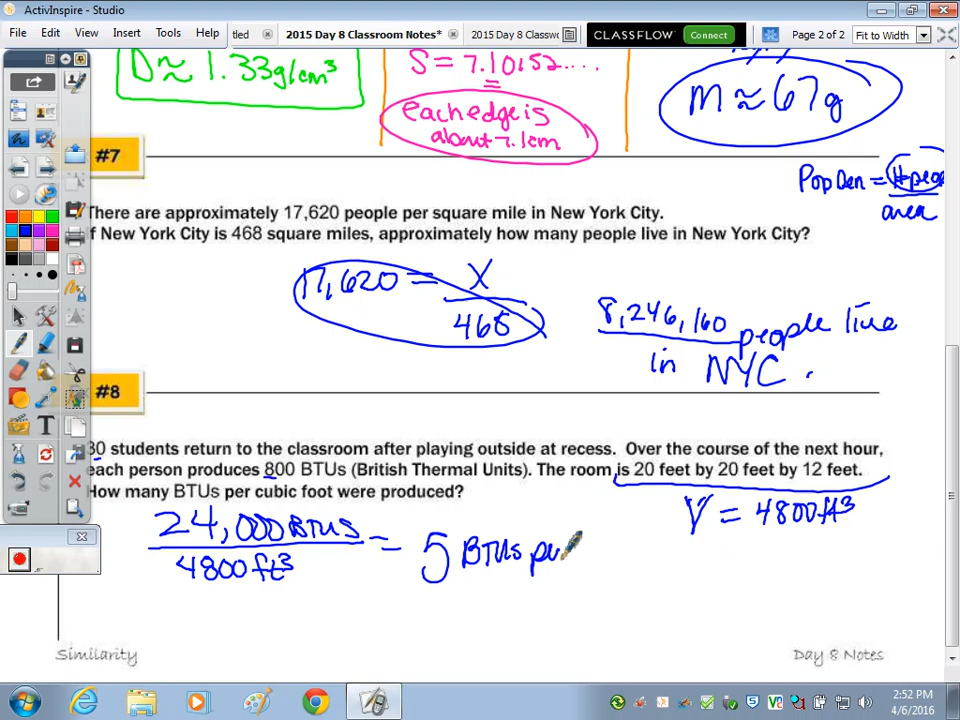 ActivInspire - Studio
File Edit View Insert Tools Help
tled
2015 Day 8 Classroom Notes*
2015 Day 8 Classw
CLASSFLOW Connect
Page 2 of 2
Fit to Width
D ≈ 1.33g/cm³
S = 7.10152....
each edge is
about 7.1cm
M ≈ 67g
#7
Pop Den = # peop
area
There are approximately 17,620 people per square mile in New York City.
f New York City is 468 square miles, approximately how many people live in New York City?
17,620 = X
468
8,246,160 people live
in NYC.
#8
30 students return to the classroom after playing outside at recess. Over the course of the next hour,
each person produces 800 BTUs (British Thermal Units). The room is 20 feet by 20 feet by 12 feet.
How many BTUs per cubic foot were produced?
V = 4800ft³
24,000 BTUs
4800 ft³
= 5 BTUs per
Similarity
Day 8 Notes
2:52 PM
4/6/2016